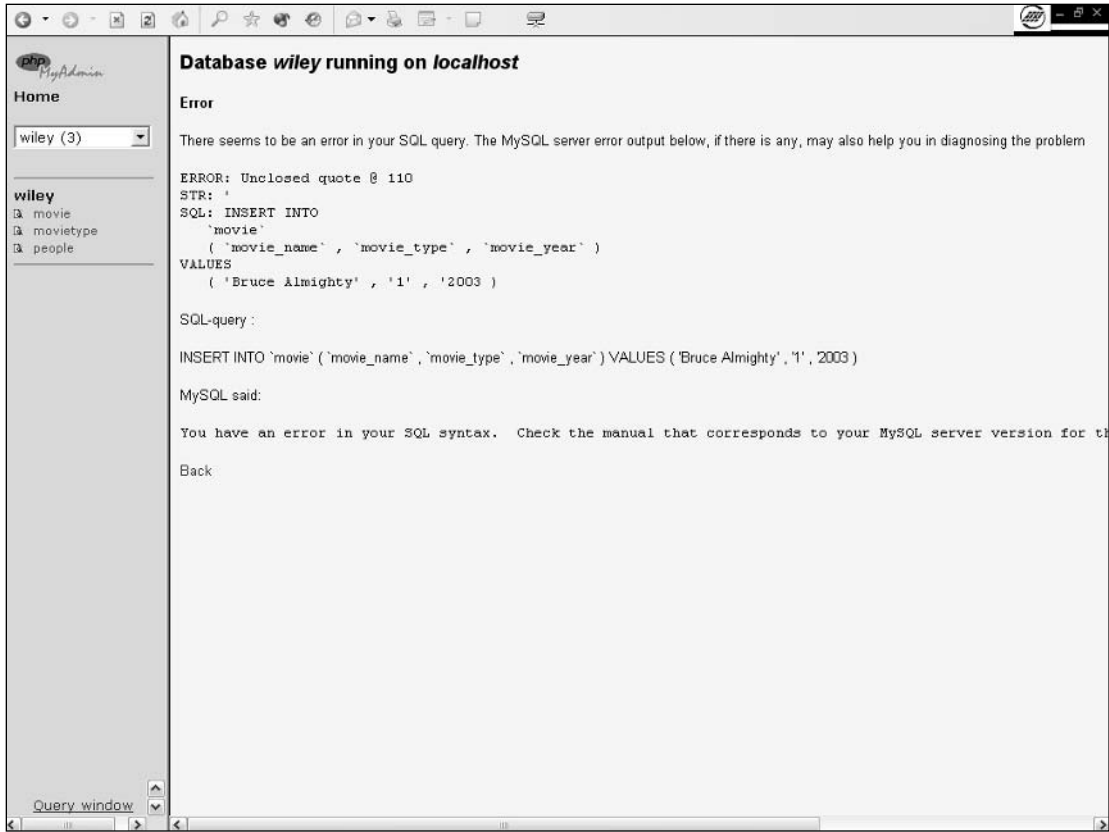 php
MyAdmin
Home
wiley (3)
wiley
movie
movietype
people
Query window
Database wiley running on localhost
Error
There seems to be an error in your SQL query. The MySQL server error output below, if there is any, may also help you in diagnosing the problem
ERROR: Unclosed quote @ 110
STR: '
SQL: INSERT INTO
`movie`
( `movie_name` , `movie_type` , `movie_year` )
VALUES
( 'Bruce Almighty' , '1' , '2003 )
SQL-query :
INSERT INTO `movie` ( `movie_name` , `movie_type` , `movie_year` ) VALUES ( 'Bruce Almighty' , '1' , '2003 )
MySQL said:
You have an error in your SQL syntax.  Check the manual that corresponds to your MySQL server version for th
Back